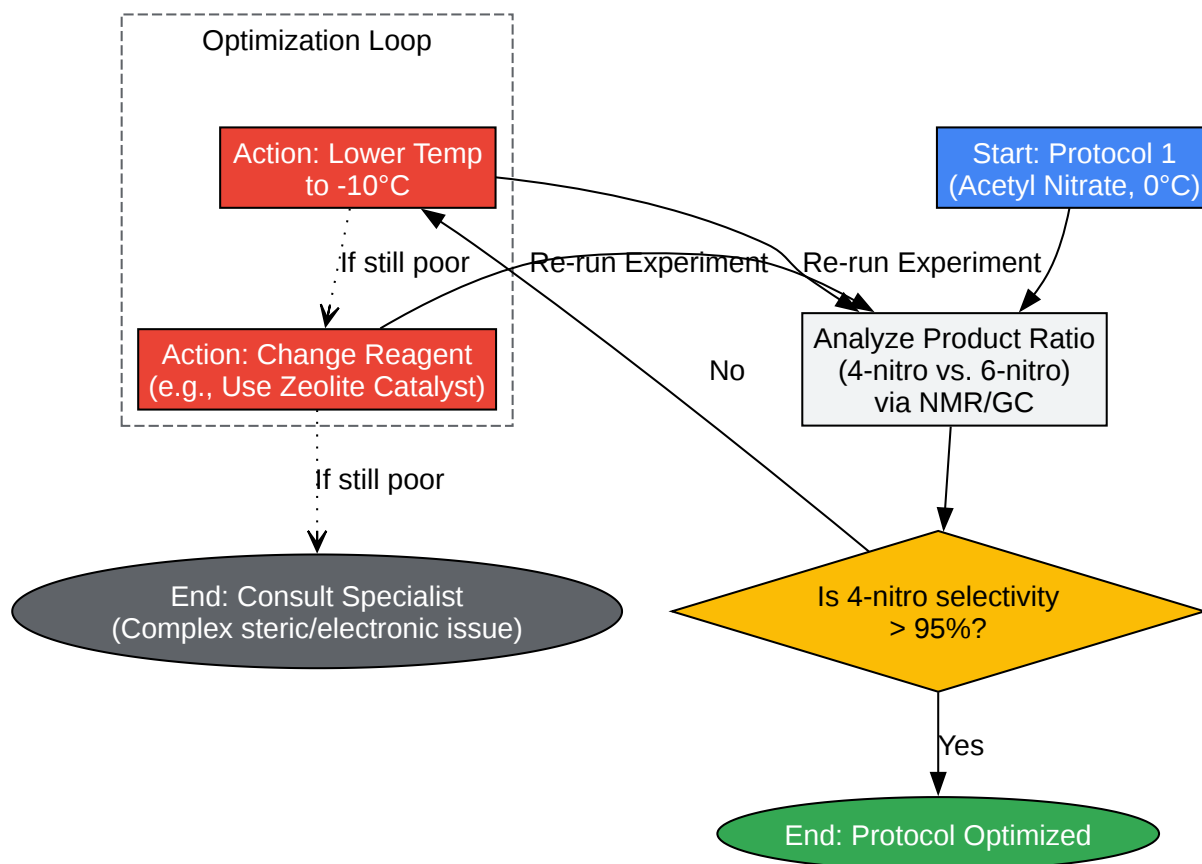 Optimization Loop
Action: Lower Temp
to -10°C
Start: Protocol 1
(Acetyl Nitrate, 0°C)
If still poor
Re-run Experiment
Re-run Experiment
Action: Change Reagent
(e.g., Use Zeolite Catalyst)
Analyze Product Ratio
(4-nitro vs. 6-nitro)
via NMR/GC
No
If still poor
End: Consult Specialist
(Complex steric/electronic issue)
Is 4-nitro selectivity
> 95%?
Yes
End: Protocol Optimized